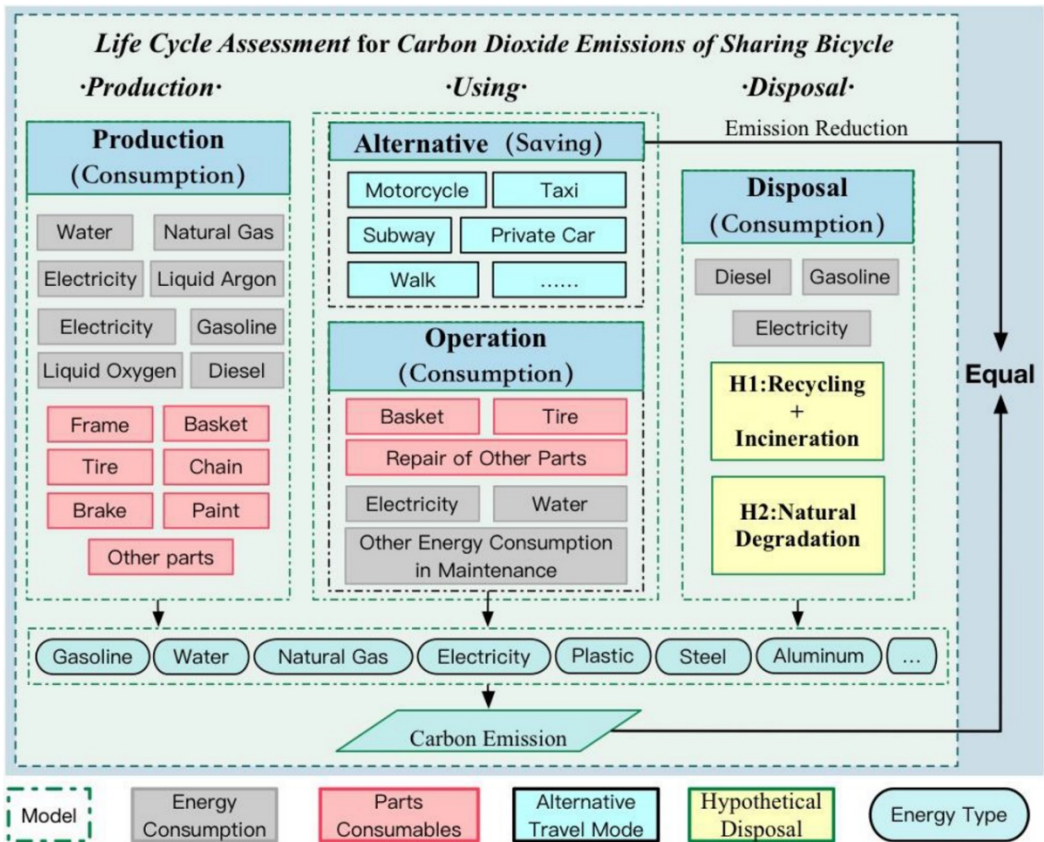 Life Cycle Assessment for Carbon Dioxide Emissions of Sharing Bicycle
·Production·
·Using·
·Disposal·
Production
(Consumption)
Water
Natural Gas
Electricity
Liquid Argon
Electricity
Gasoline
Liquid Oxygen
Diesel
Frame
Basket
Tire
Chain
Brake
Paint
Other parts
Alternative (Saving)
Motorcycle
Taxi
Subway
Private Car
Walk
......
Operation
(Consumption)
Basket
Tire
Repair of Other Parts
Electricity
Water
Other Energy Consumption
in Maintenance
Emission Reduction
Disposal
(Consumption)
Diesel
Gasoline
Electricity
H1:Recycling
+
Incineration
H2:Natural
Degradation
Equal
Gasoline
Water
Natural Gas
Electricity
Plastic
Steel
Aluminum
...
Carbon Emission
Model
Energy
Consumption
Parts
Consumables
Alternative
Travel Mode
Hypothetical
Disposal
Energy Type